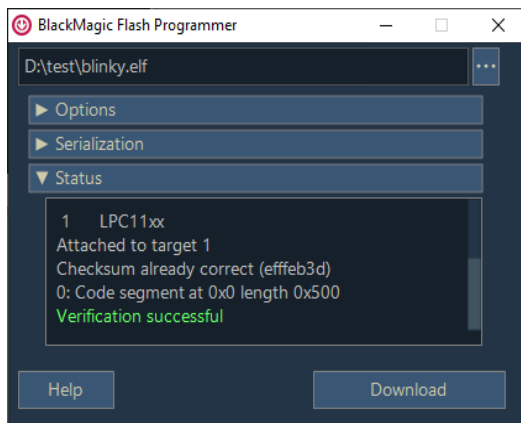 BlackMagic Flash Programmer
D:\test\blinky.elf
Options
Serialization
Status
1 LPC11xx
Attached to target 1
Checksum already correct (efffeb3d)
0: Code segment at 0x0 length 0x500
Verification successful
Help Download